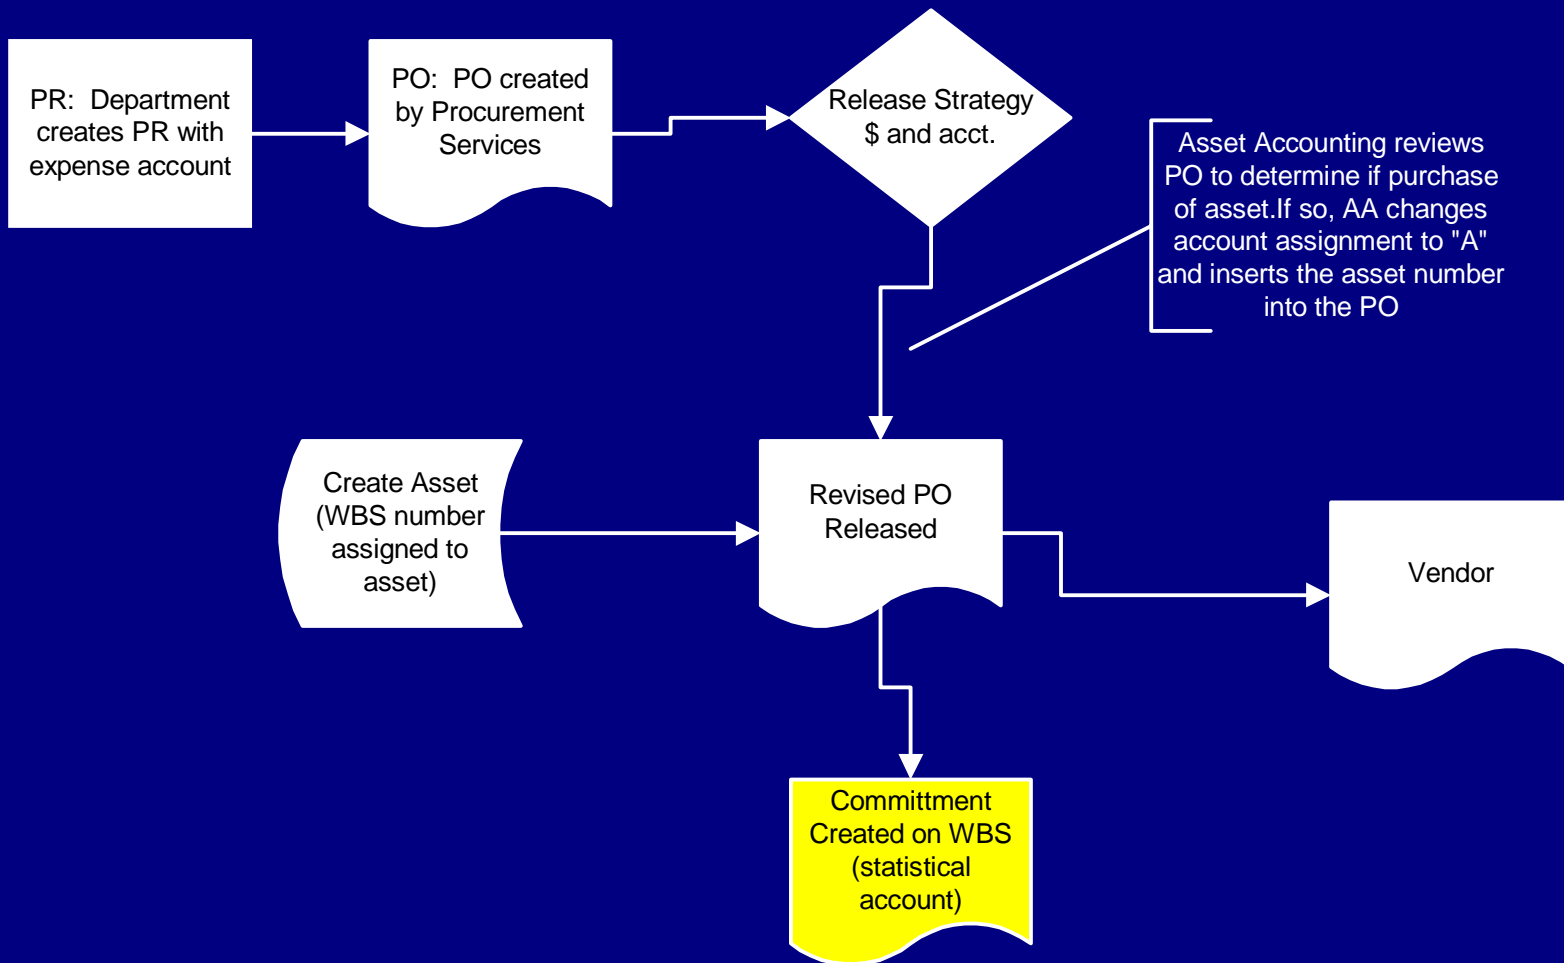 PR:  Department
creates PR with
expense account
PO:  PO created
by Procurement
Services
Release Strategy
$ and acct.
Asset Accounting reviews
PO to determine if purchase
of asset.If so, AA changes
account assignment to "A"
and inserts the asset number
into the PO
Create Asset
(WBS number
assigned to
asset)
Revised PO
Released
Vendor
Committment
Created on WBS
(statistical
account)